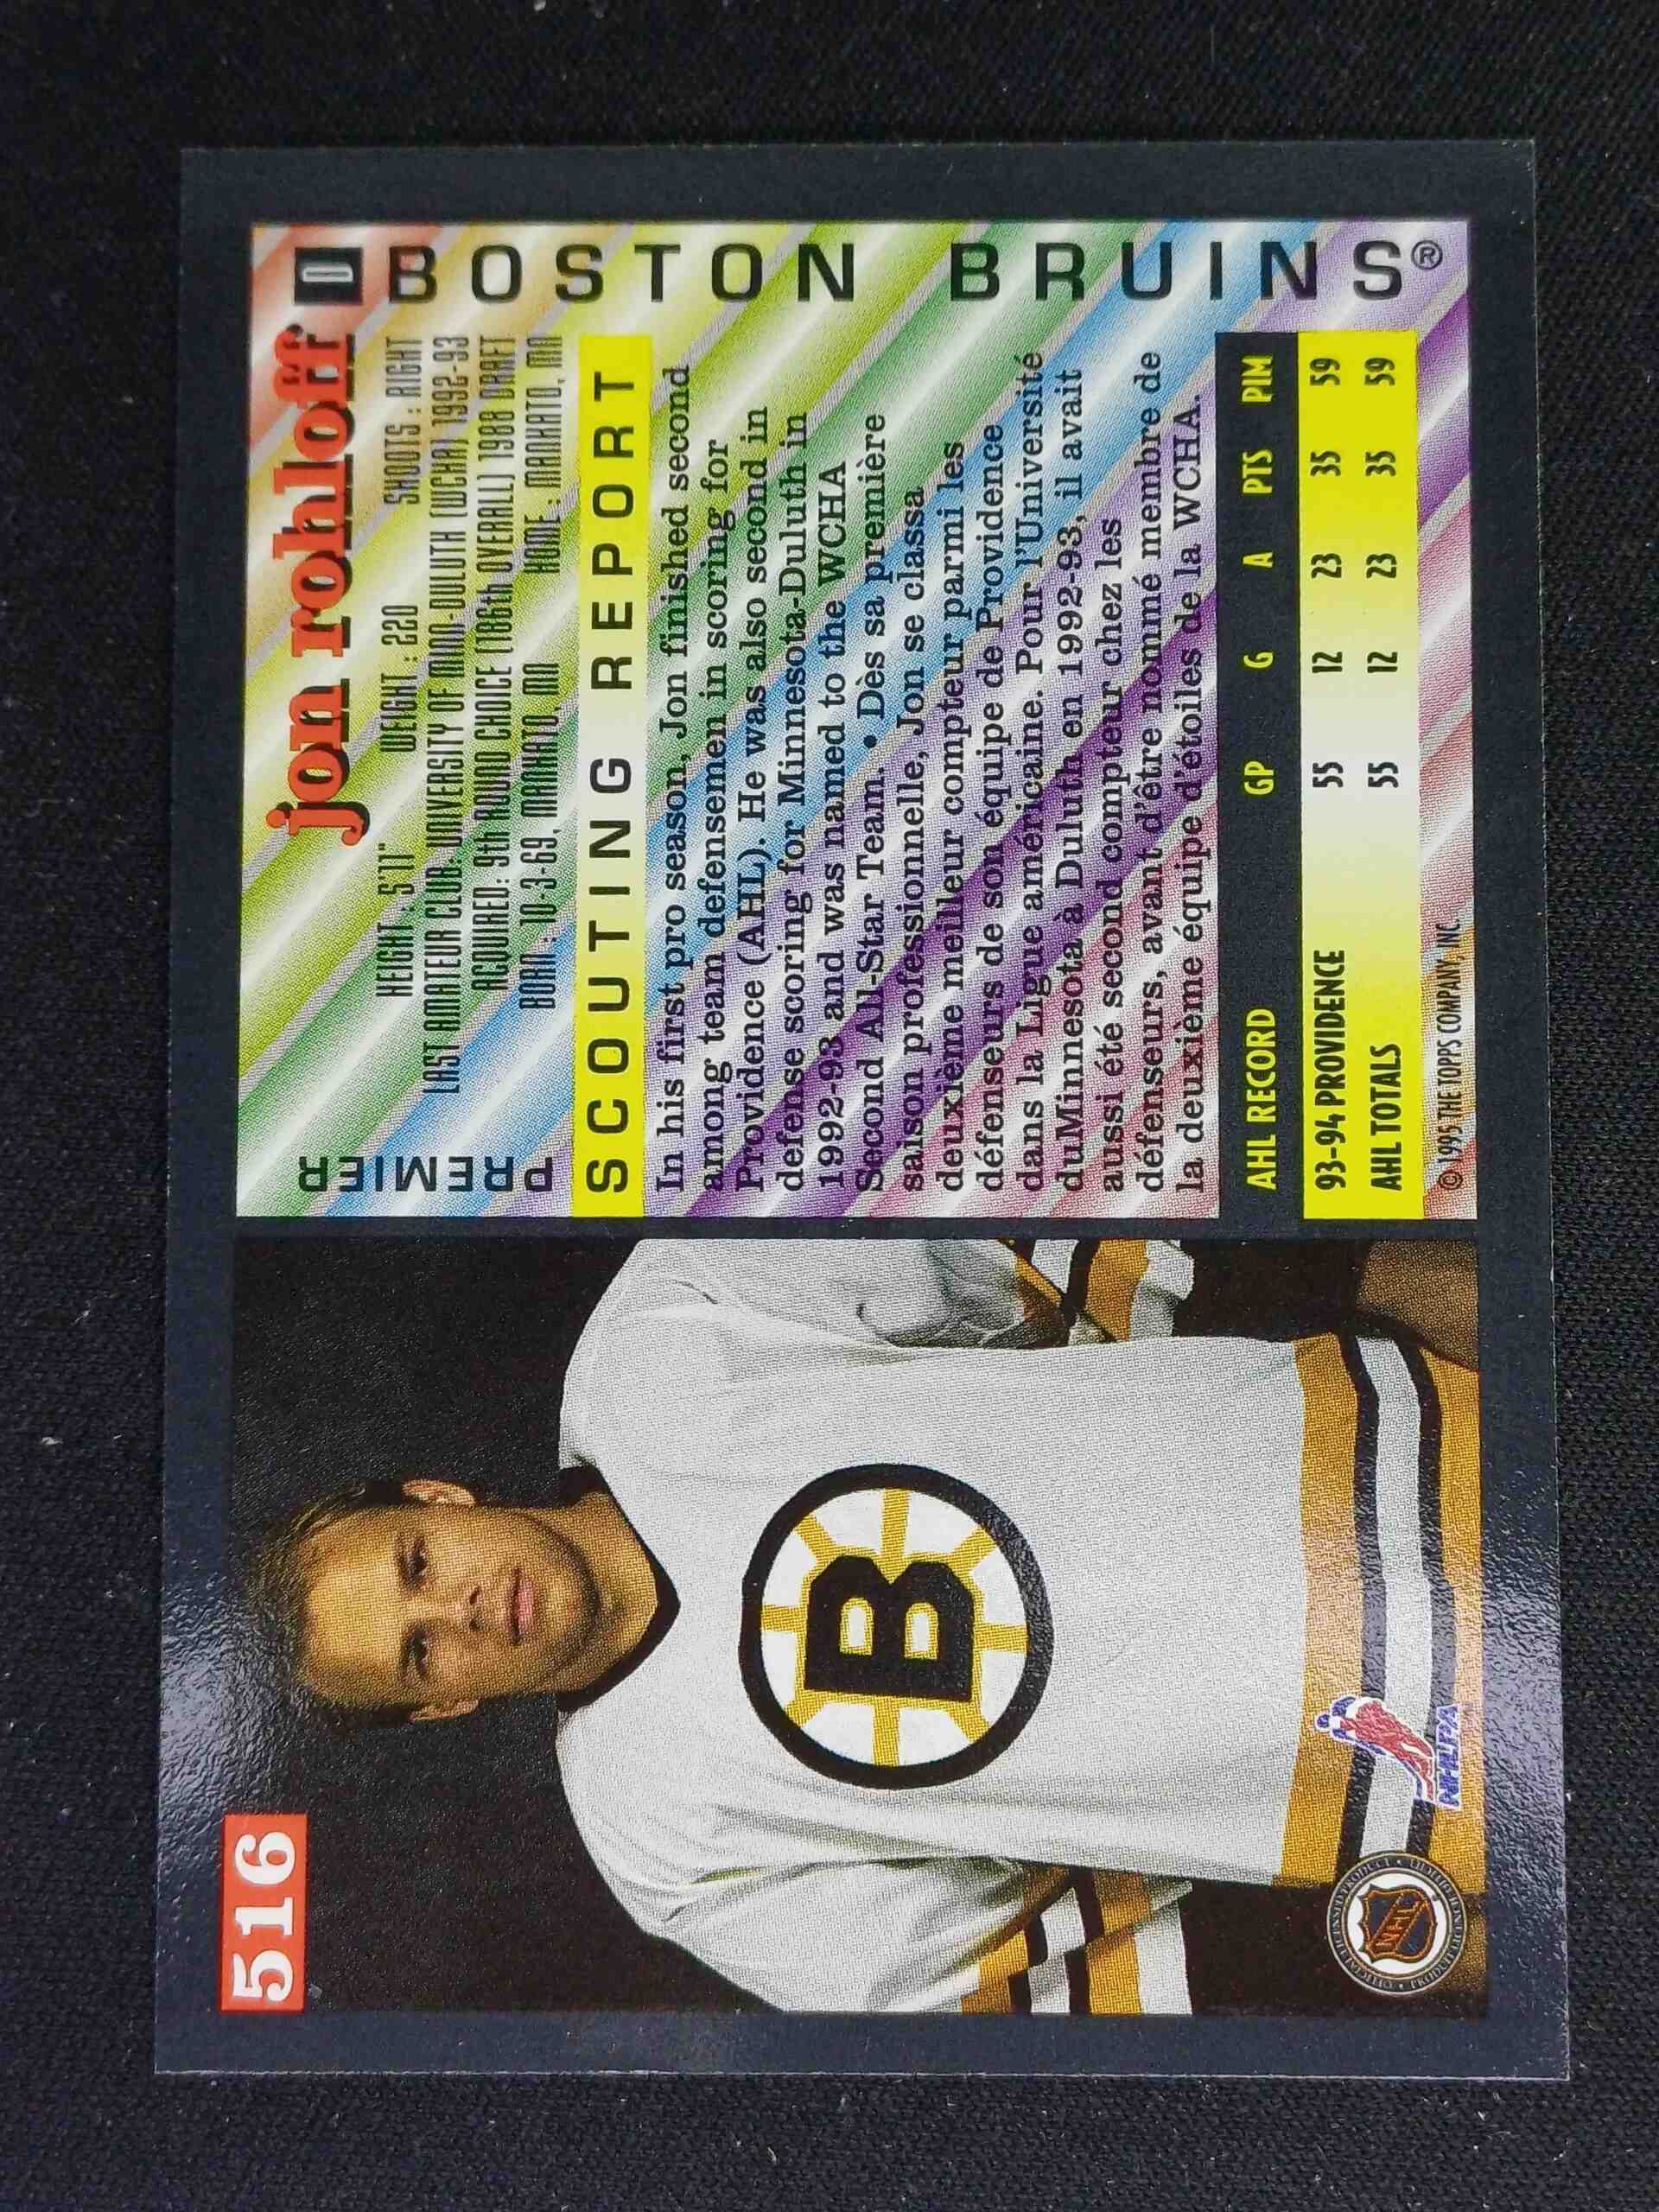 516
PREMIER
jon rohloff D
HEIGHT : 5'11" WEIGHT : 220 SHOOTS : RIGHT
LAST AMATEUR CLUB: UNIVERSITY OF MINN-DULUTH (WCHA) 1992-93
ACQUIRED: 9th ROUND CHOICE (186th OVERALL) 1988 DRAFT
BORN : 10-3-69, MANKATO, MN HOME : MANKATO, MN
BOSTON BRUINS®
SCOUTING REPORT
In his first pro season, Jon finished second
among team defensemen in scoring for
Providence (AHL). He was also second in
defense scoring for Minnesota-Duluth in
1992-93 and was named to the WCHA
Second All-Star Team. • Dès sa première
saison professionnelle, Jon se classa
deuxième meilleur compteur parmi les
défenseurs de son équipe de Providence
dans la Ligue américaine. Pour l'Université
duMinnesota à Duluth en 1992-93, il avait
aussi été second compteur chez les
défenseurs, avant d'être nommé membre de
la deuxième équipe d'étoiles de la WCHA.
AHL RECORD GP G A PTS PIM
93-94 PROVIDENCE 55 12 23 35 59
AHL TOTALS 55 12 23 35 59
© 1995 THE TOPPS COMPANY, INC.
B
NHLPA
NHL